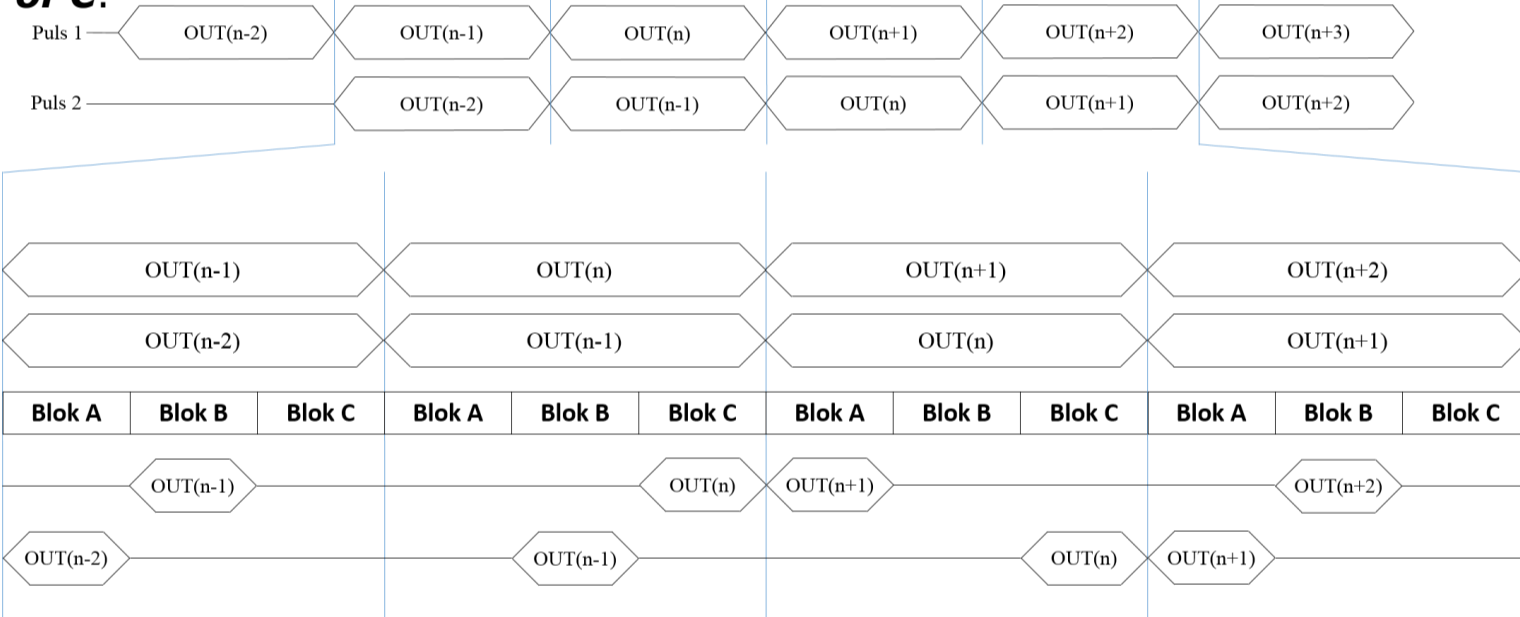 of C.
Puls 1 OUT(n-2) OUT(n-1) OUT(n) OUT(n+1) OUT(n+2) OUT(n+3)
Puls 2 OUT(n-2) OUT(n-1) OUT(n) OUT(n+1) OUT(n+2)
OUT(n-1) OUT(n) OUT(n+1) OUT(n+2)
OUT(n-2) OUT(n-1) OUT(n) OUT(n+1)
Blok A Blok B Blok C Blok A Blok B Blok C Blok A Blok B Blok C Blok A Blok B Blok C
OUT(n-1) OUT(n) OUT(n+1) OUT(n+2)
OUT(n-2) OUT(n-1) OUT(n) OUT(n+1)